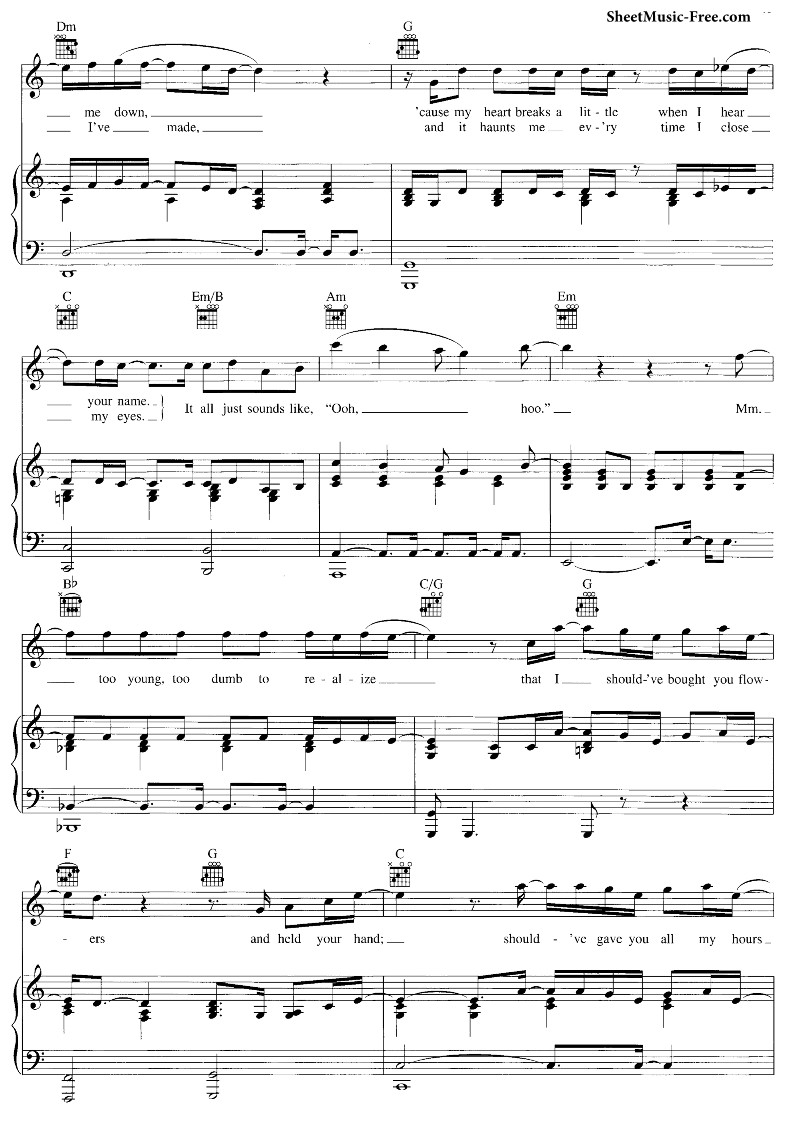 SheetMusic-Free.com
Dm G
me down, 'cause my heart breaks a lit - tle when I hear
I've made, and it haunts me ev - 'ry time I close
C Em/B Am Em
your name. It all just sounds like, “Ooh, hoo.” Mm.
my eyes.
B♭ C/G G
too young, too dumb to re - al - ize that I should-'ve bought you flow-
F G C
- ers and held your hand; should - 've gave you all my hours